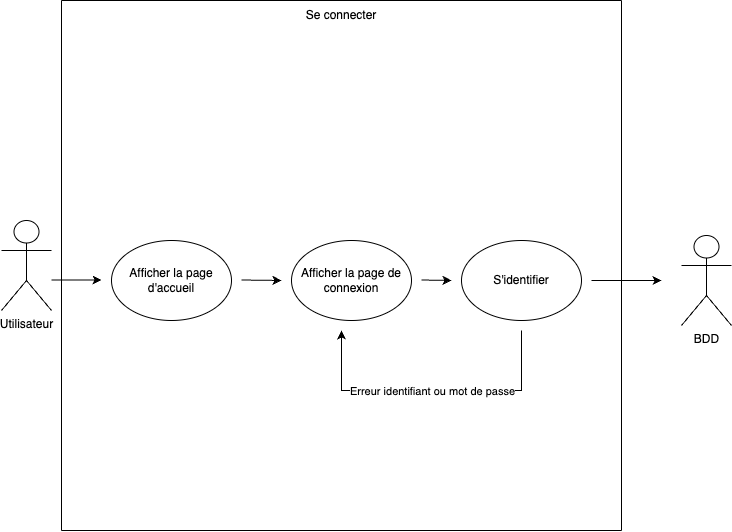 Se connecter
Afficher la page
d'accueil
Afficher la page de
connexion
S'identifier
Utilisateur
BDD
Erreur identifiant ou mot de passe